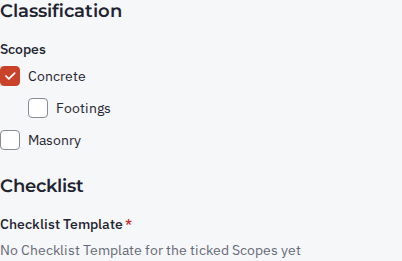 Classification
Scopes
Concrete
Footings
Masonry
Checklist
Checklist Template *
No Checklist Template for the ticked Scopes yet